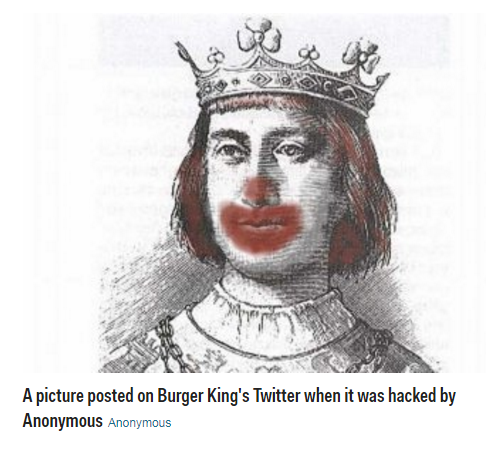 A picture posted on Burger King's Twitter when it was hacked by
Anonymous Anonymous